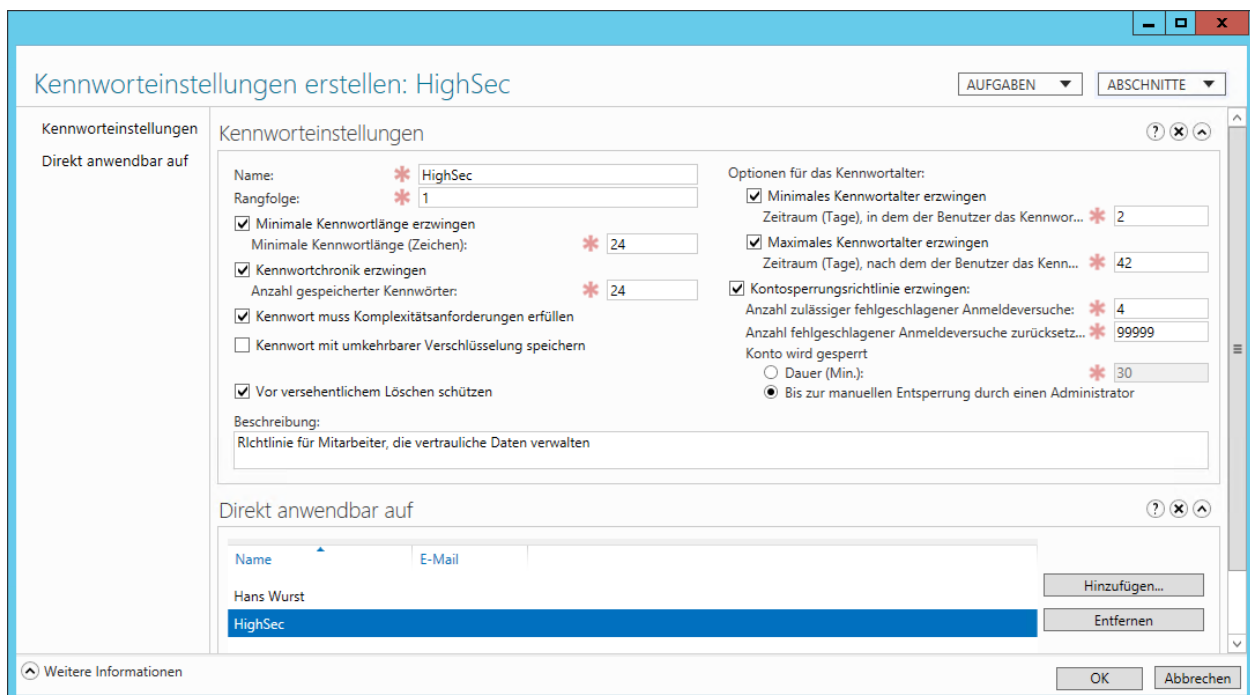 Kennworteinstellungen erstellen: HighSec
AUFGABEN
ABSCHNITTE
Kennworteinstellungen
Direkt anwendbar auf
Kennworteinstellungen
Name:
HighSec
Rangfolge:
1
Minimale Kennwortlänge erzwingen
Minimale Kennwortlänge (Zeichen):
24
Kennwortchronik erzwingen
Anzahl gespeicherter Kennwörter:
24
Kennwort muss Komplexitätsanforderungen erfüllen
Kennwort mit umkehrbarer Verschlüsselung speichern
Vor versehentlichem Löschen schützen
Optionen für das Kennwortalter:
Minimales Kennwortalter erzwingen
Zeitraum (Tage), in dem der Benutzer das Kennwor...
2
Maximales Kennwortalter erzwingen
Zeitraum (Tage), nach dem der Benutzer das Kenn...
42
Kontosperrungsrichtlinie erzwingen:
Anzahl zulässiger fehlgeschlagener Anmeldeversuche:
4
Anzahl fehlgeschlagener Anmeldeversuche zurücksetz...
99999
Konto wird gesperrt
Dauer (Min.):
30
Bis zur manuellen Entsperrung durch einen Administrator
Beschreibung:
RIchtlinie für Mitarbeiter, die vertrauliche Daten verwalten
Direkt anwendbar auf
Name
E-Mail
Hans Wurst
HighSec
Hinzufügen...
Entfernen
Weitere Informationen
OK
Abbrechen